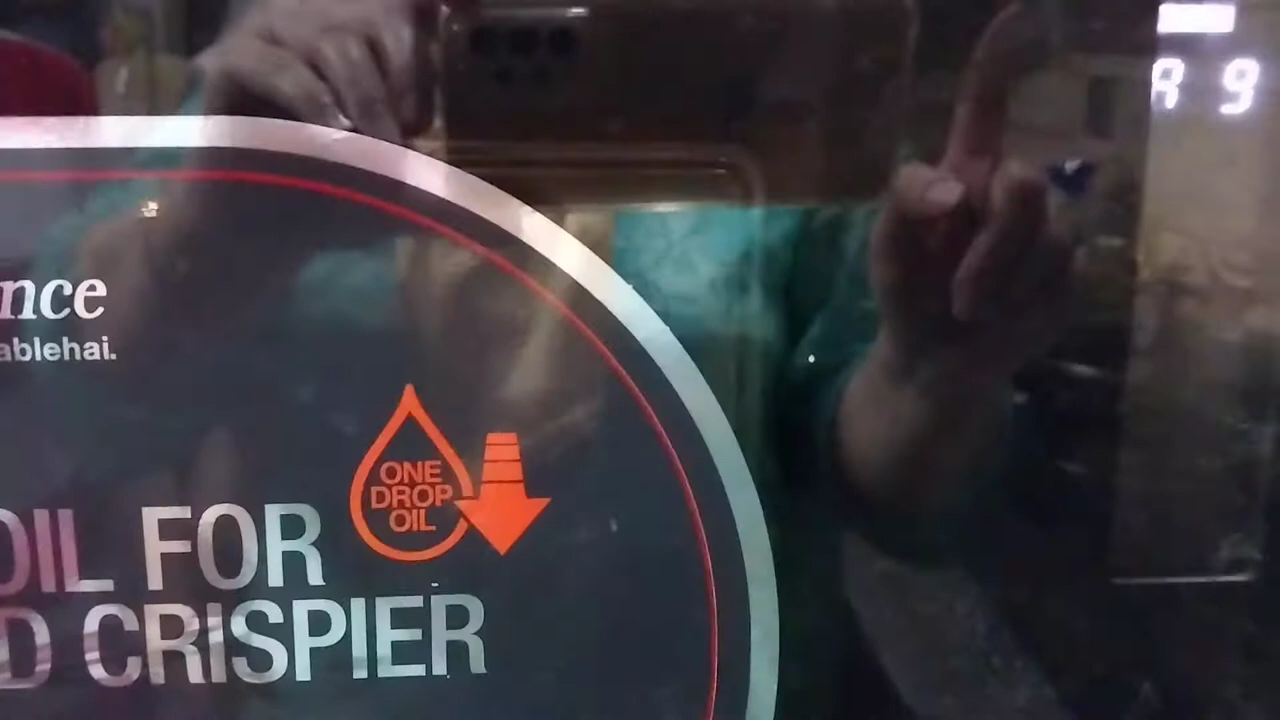 nce
ablehai.
ONE
DROP
OIL
OIL FOR
D CRISPIER
A 9